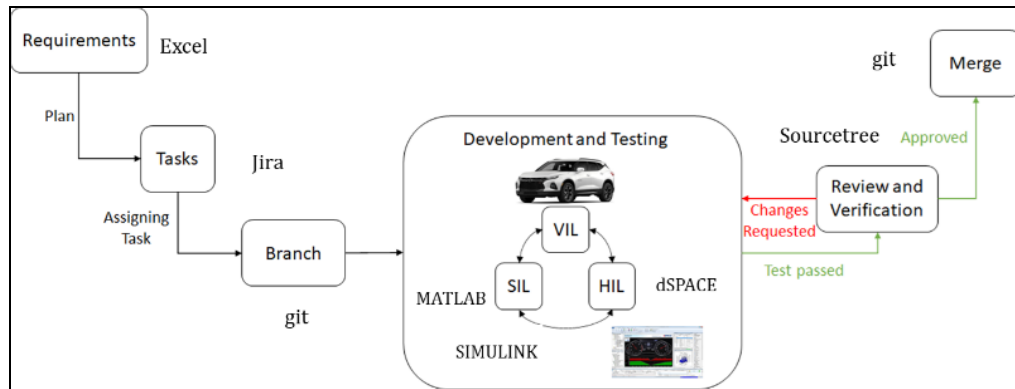 Requirements
Excel
Plan
Tasks
Jira
Assigning
Task
Branch
git
Development and Testing
VIL
SIL
HIL
MATLAB
dSPACE
SIMULINK
Changes
Requested
Test passed
Sourcetree
Review and
Verification
Approved
git
Merge